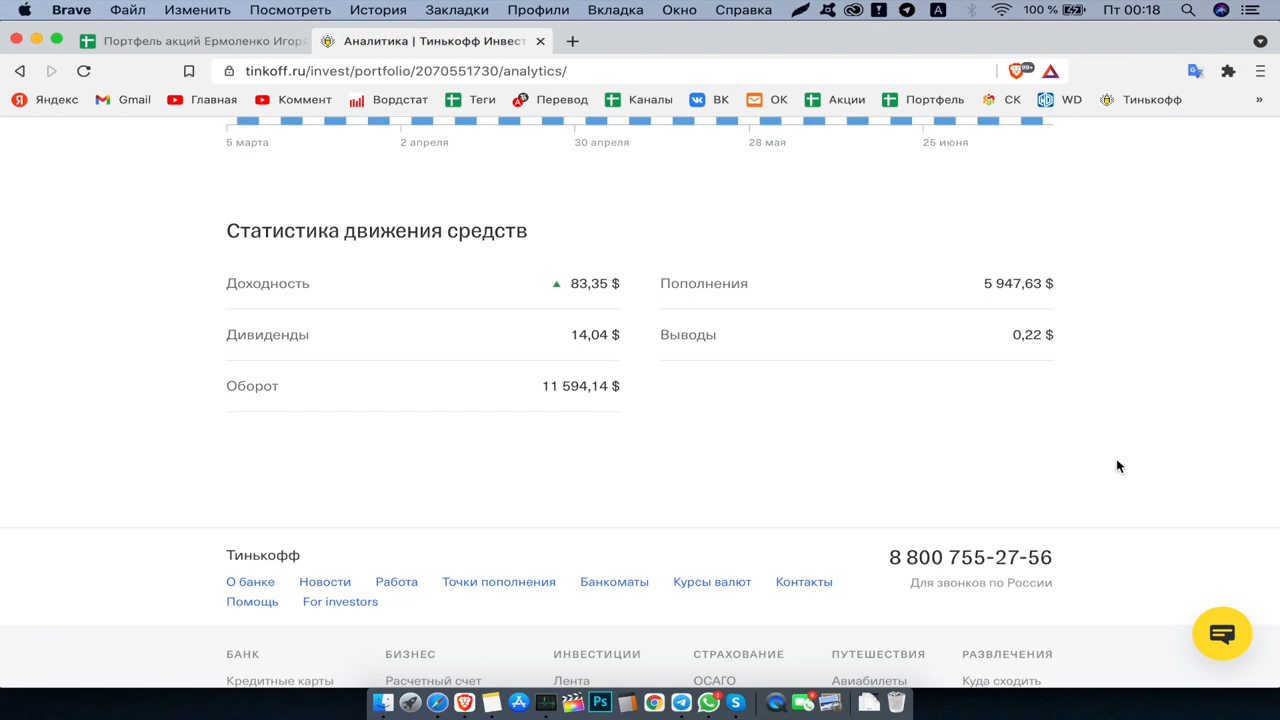 Brave Файл Изменить Посмотреть История Закладки Профили Вкладка Окно Справка A 100 % Пт 00:18
Портфель акций Ермоленко Игоря Аналитика | Тинькофф Инвест
tinkoff.ru/invest/portfolio/2070551730/analytics/ 99+
Яндекс Gmail Главная Коммент Вордстат Теги Перевод Каналы ВК ОК Акции Портфель СК WD Тинькофф »
5 марта 2 апреля 30 апреля 28 мая 25 июня
Статистика движения средств
Доходность 83,35 $ Пополнения 5 947,63 $
Дивиденды 14,04 $ Выводы 0,22 $
Оборот 11 594,14 $
Тинькофф 8 800 755-27-56
О банке Новости Работа Точки пополнения Банкоматы Курсы валют Контакты Для звонков по России
Помощь For investors
БАНК БИЗНЕС ИНВЕСТИЦИИ СТРАХОВАНИЕ ПУТЕШЕСТВИЯ РАЗВЛЕЧЕНИЯ
Кредитные карты Расчетный счет Лента ОСАГО Авиабилеты Куда сходить
Ps